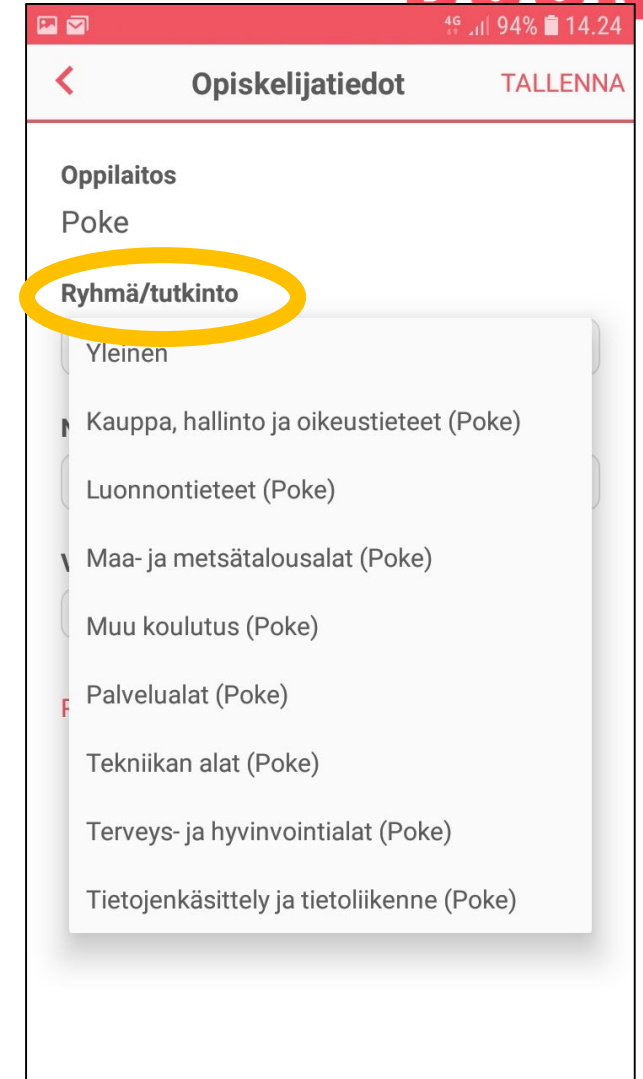 4G 94% 14.24
Opiskelijatiedot TALLENNA
Oppilaitos
Poke
Ryhmä/tutkinto
Yleinen
Kauppa, hallinto ja oikeustieteet (Poke)
Luonnontieteet (Poke)
Maa- ja metsätalousalat (Poke)
Muu koulutus (Poke)
Palvelualat (Poke)
Tekniikan alat (Poke)
Terveys- ja hyvinvointialat (Poke)
Tietojenkäsittely ja tietoliikenne (Poke)